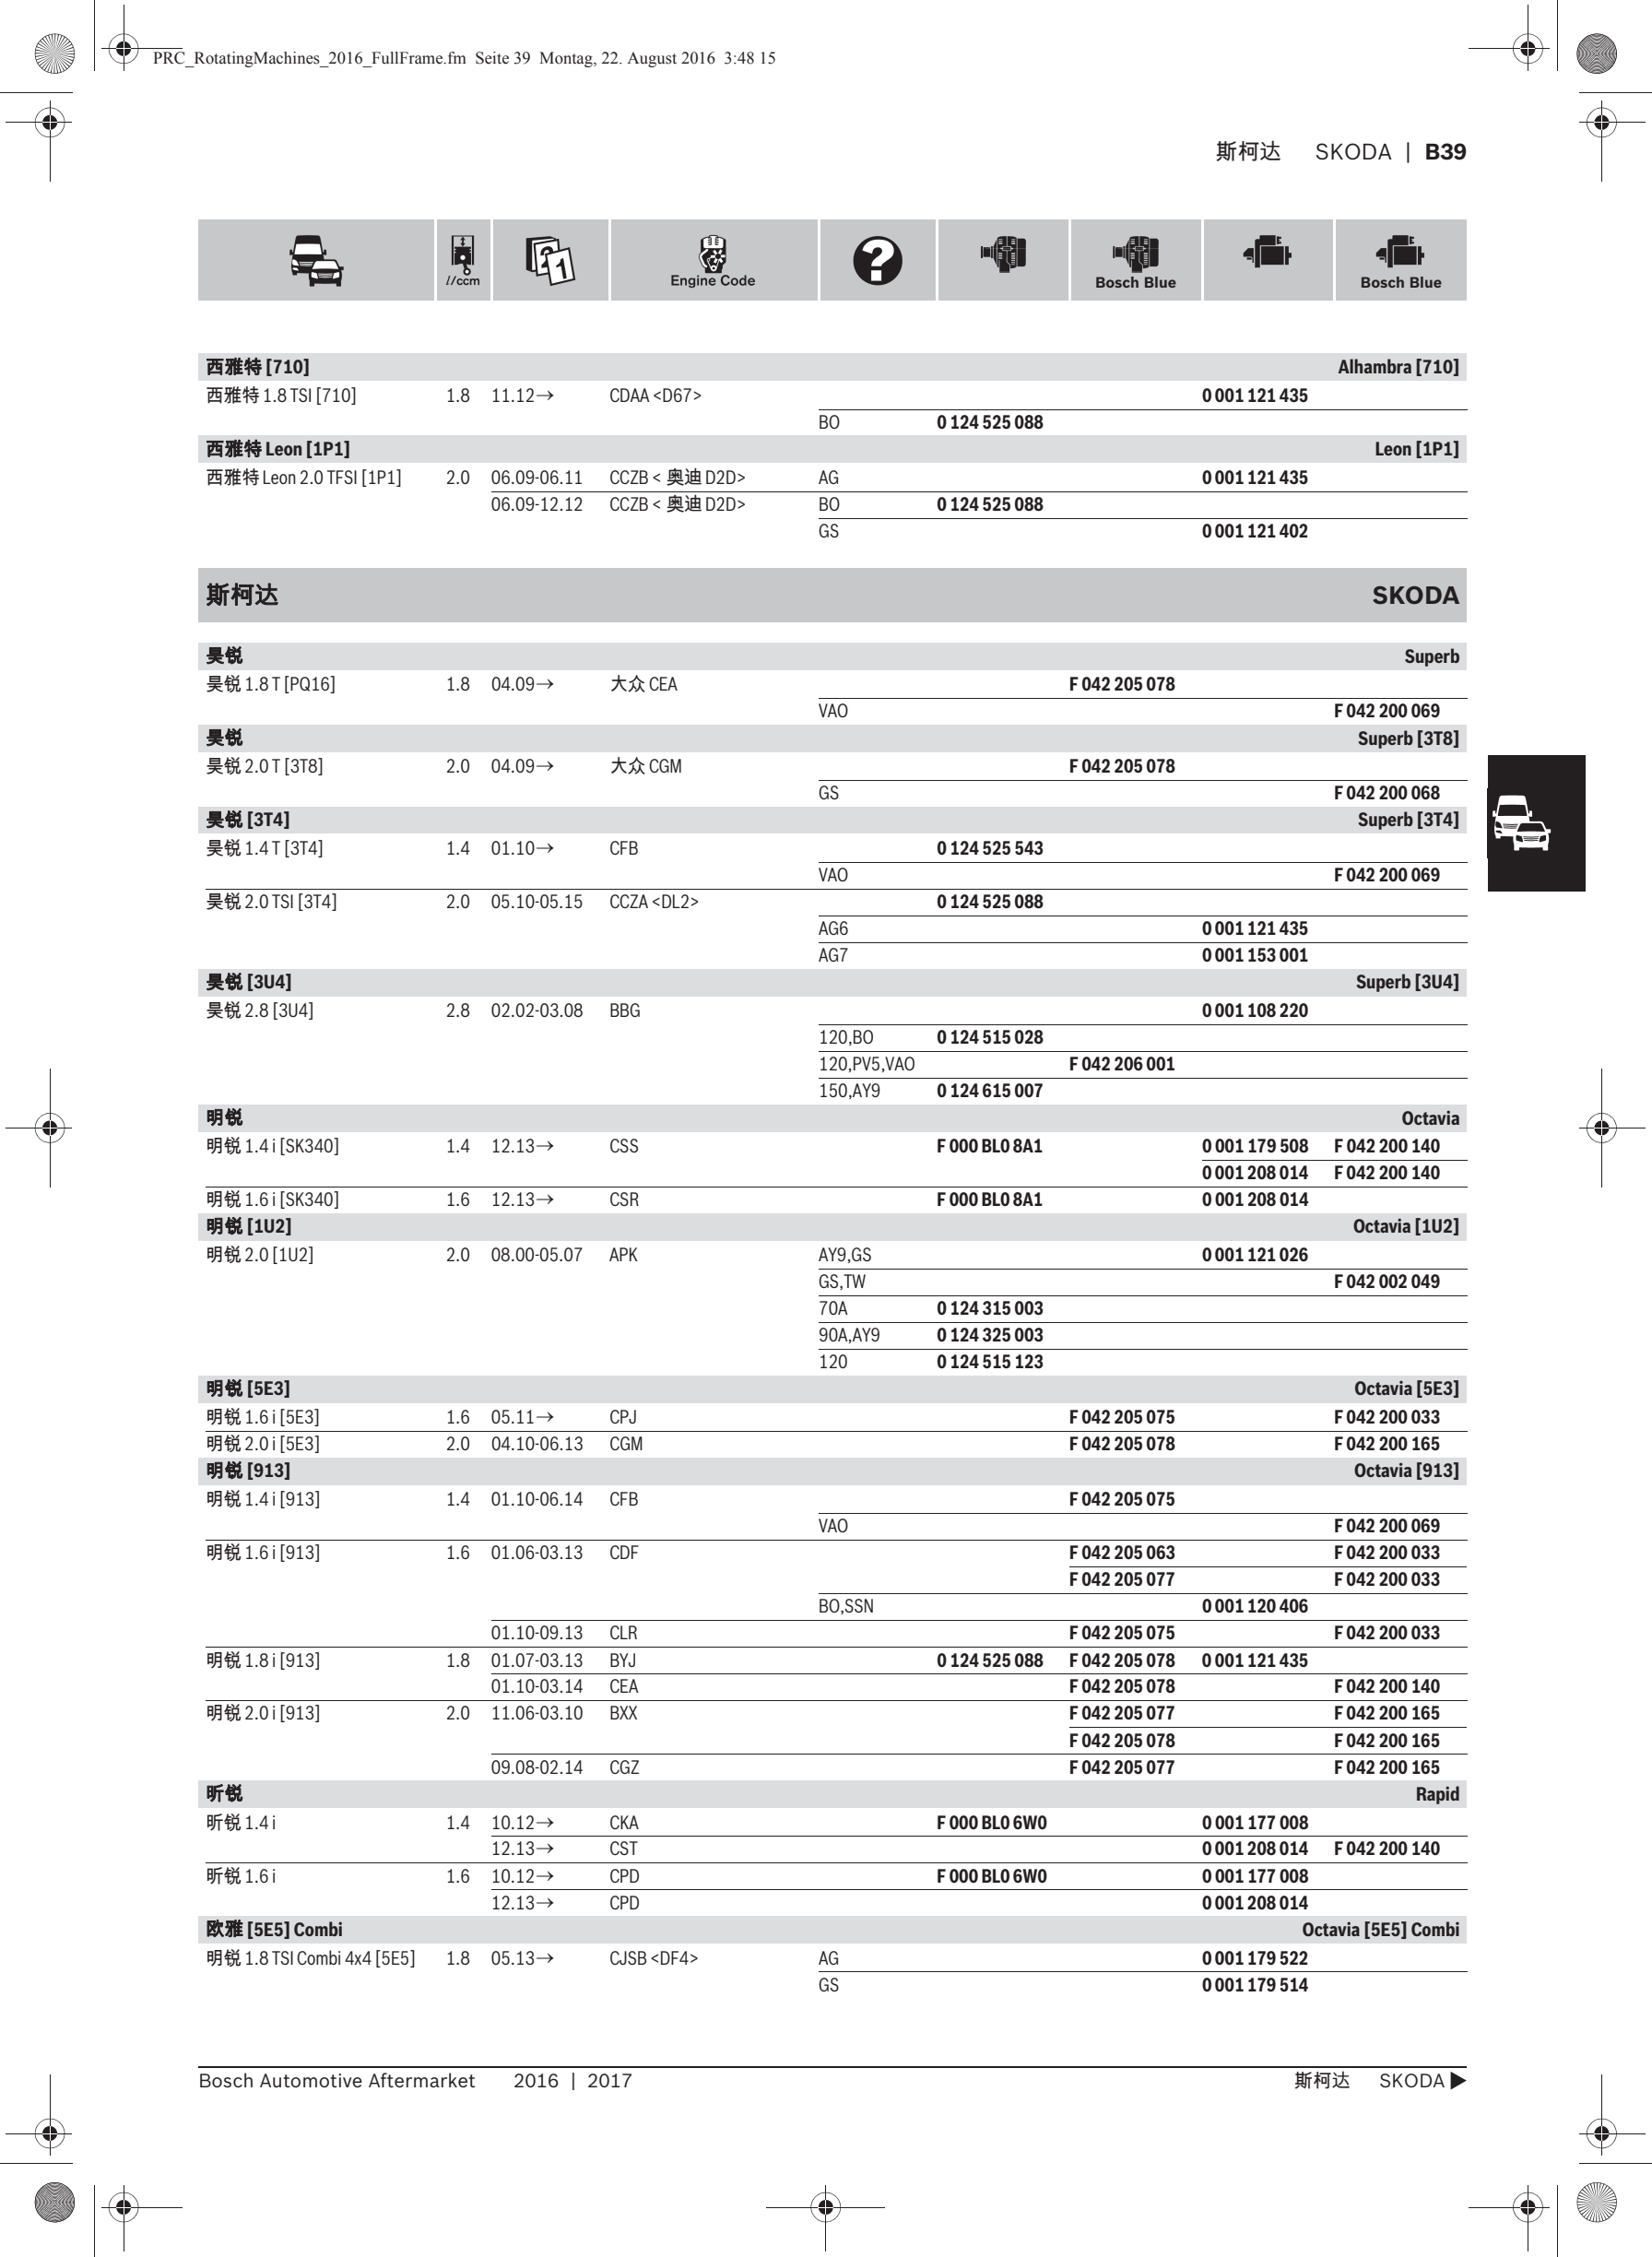 PRC_RotatingMachines_2016_FullFrame.fm Seite 39 Montag, 22. August 2016 3:48 15
斯柯达 SKODA | B39
l/ccm Engine Code Bosch Blue Bosch Blue
西雅特 [710] Alhambra [710]
西雅特 1.8 TSI [710] 1.8 11.12→ CDAA <D67> 0 001 121 435
BO 0 124 525 088
西雅特 Leon [1P1] Leon [1P1]
西雅特 Leon 2.0 TFSI [1P1] 2.0 06.09-06.11 CCZB < 奥迪 D2D> AG 0 001 121 435
06.09-12.12 CCZB < 奥迪 D2D> BO 0 124 525 088
GS 0 001 121 402
斯柯达 SKODA
昊锐 Superb
昊锐 1.8 T [PQ16] 1.8 04.09→ 大众 CEA F 042 205 078
VAO F 042 200 069
昊锐 Superb [3T8]
昊锐 2.0 T [3T8] 2.0 04.09→ 大众 CGM F 042 205 078
GS F 042 200 068
昊锐 [3T4] Superb [3T4]
昊锐 1.4 T [3T4] 1.4 01.10→ CFB 0 124 525 543
VAO F 042 200 069
昊锐 2.0 TSI [3T4] 2.0 05.10-05.15 CCZA <DL2> 0 124 525 088
AG6 0 001 121 435
AG7 0 001 153 001
昊锐 [3U4] Superb [3U4]
昊锐 2.8 [3U4] 2.8 02.02-03.08 BBG 0 001 108 220
120,BO 0 124 515 028
120,PV5,VAO F 042 206 001
150,AY9 0 124 615 007
明锐 Octavia
明锐 1.4 i [SK340] 1.4 12.13→ CSS F 000 BL0 8A1 0 001 179 508 F 042 200 140
0 001 208 014 F 042 200 140
明锐 1.6 i [SK340] 1.6 12.13→ CSR F 000 BL0 8A1 0 001 208 014
明锐 [1U2] Octavia [1U2]
明锐 2.0 [1U2] 2.0 08.00-05.07 APK AY9,GS 0 001 121 026
GS,TW F 042 002 049
70A 0 124 315 003
90A,AY9 0 124 325 003
120 0 124 515 123
明锐 [5E3] Octavia [5E3]
明锐 1.6 i [5E3] 1.6 05.11→ CPJ F 042 205 075 F 042 200 033
明锐 2.0 i [5E3] 2.0 04.10-06.13 CGM F 042 205 078 F 042 200 165
明锐 [913] Octavia [913]
明锐 1.4 i [913] 1.4 01.10-06.14 CFB F 042 205 075
VAO F 042 200 069
明锐 1.6 i [913] 1.6 01.06-03.13 CDF F 042 205 063 F 042 200 033
F 042 205 077 F 042 200 033
BO,SSN 0 001 120 406
01.10-09.13 CLR F 042 205 075 F 042 200 033
明锐 1.8 i [913] 1.8 01.07-03.13 BYJ 0 124 525 088 F 042 205 078 0 001 121 435
01.10-03.14 CEA F 042 205 078 F 042 200 140
明锐 2.0 i [913] 2.0 11.06-03.10 BXX F 042 205 077 F 042 200 165
F 042 205 078 F 042 200 165
09.08-02.14 CGZ F 042 205 077 F 042 200 165
昕锐 Rapid
昕锐 1.4 i 1.4 10.12→ CKA F 000 BL0 6W0 0 001 177 008
12.13→ CST 0 001 208 014 F 042 200 140
昕锐 1.6 i 1.6 10.12→ CPD F 000 BL0 6W0 0 001 177 008
12.13→ CPD 0 001 208 014
欧雅 [5E5] Combi Octavia [5E5] Combi
明锐 1.8 TSI Combi 4x4 [5E5] 1.8 05.13→ CJSB <DF4> AG 0 001 179 522
GS 0 001 179 514
Bosch Automotive Aftermarket 2016 | 2017 斯柯达 SKODA